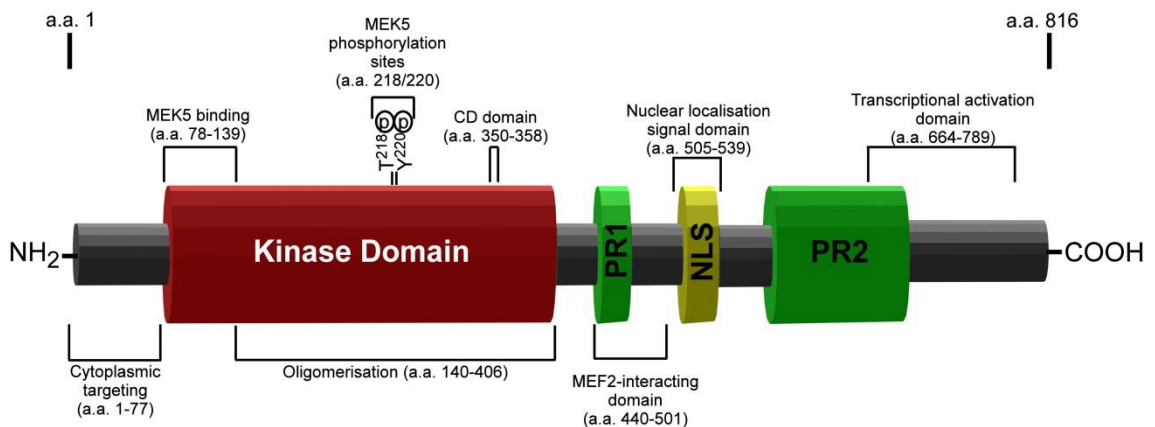 a.a. 1
a.a. 816
MEK5
phosphorylation
sites
(a.a. 218/220)
MEK5 binding
(a.a. 78-139)
CD domain
(a.a. 350-358)
Nuclear localisation
signal domain
(a.a. 505-539)
Transcriptional activation
domain
(a.a. 664-789)
p p
T218
Y220
NH2
Kinase Domain
PR1
NLS
PR2
COOH
Cytoplasmic
targeting
(a.a. 1-77)
Oligomerisation (a.a. 140-406)
MEF2-interacting
domain
(a.a. 440-501)